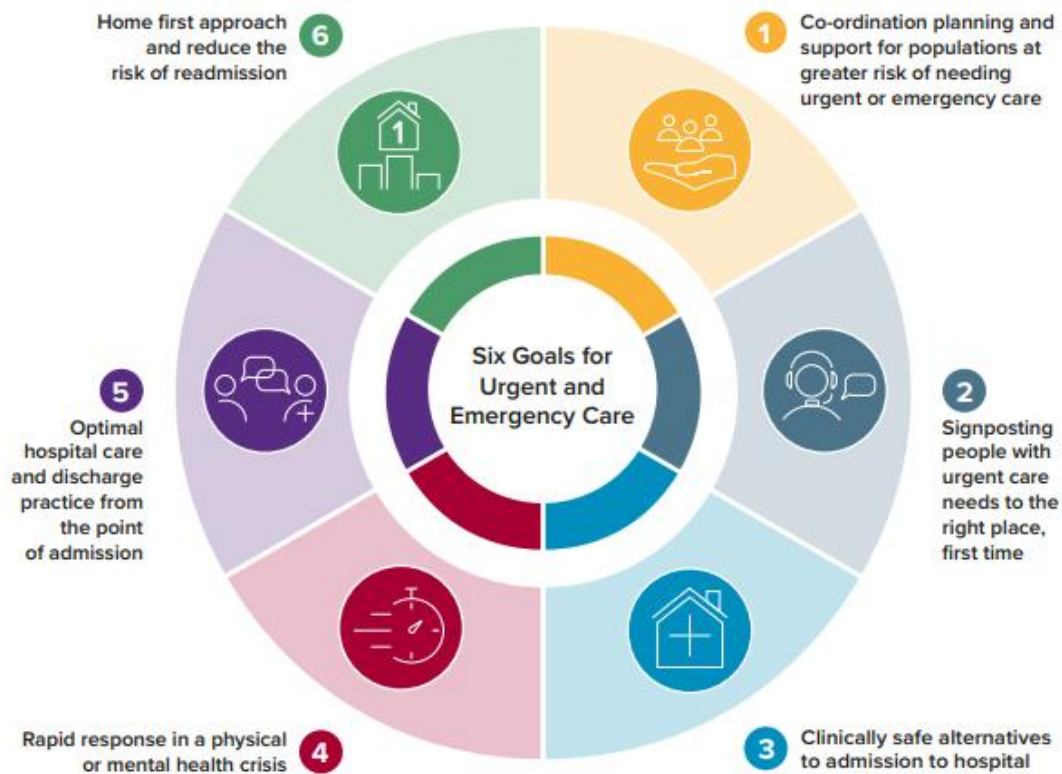 Six Goals for
Urgent and
Emergency Care
1
Co-ordination planning and
support for populations at
greater risk of needing
urgent or emergency care
2
Signposting
people with
urgent care
needs to the
right place,
first time
3
Clinically safe alternatives
to admission to hospital
4
Rapid response in a physical
or mental health crisis
5
Optimal
hospital care
and discharge
practice from
the point
of admission
6
Home first approach
and reduce the
risk of readmission
1